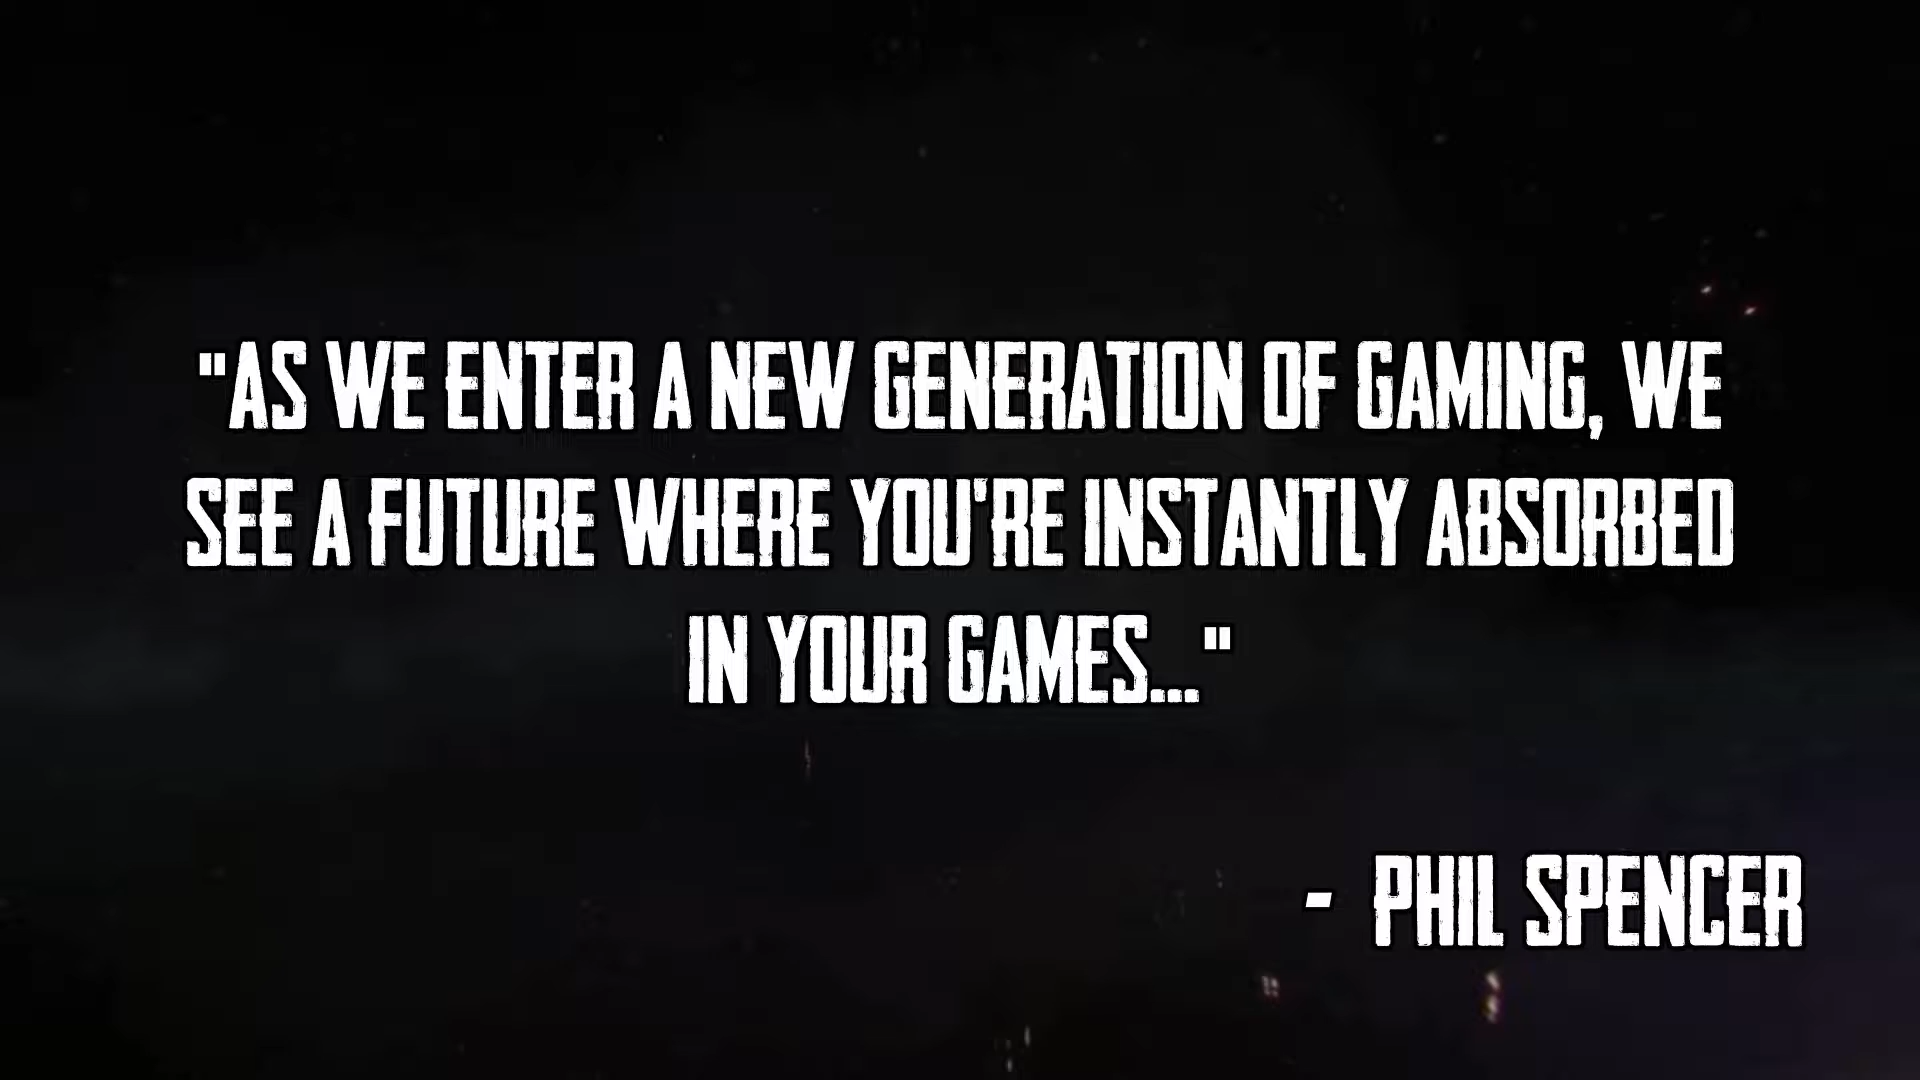 "AS WE ENTER A NEW GENERATION OF GAMING, WE
SEE A FUTURE WHERE YOU'RE INSTANTLY ABSORBED
IN YOUR GAMES..."
- PHIL SPENCER